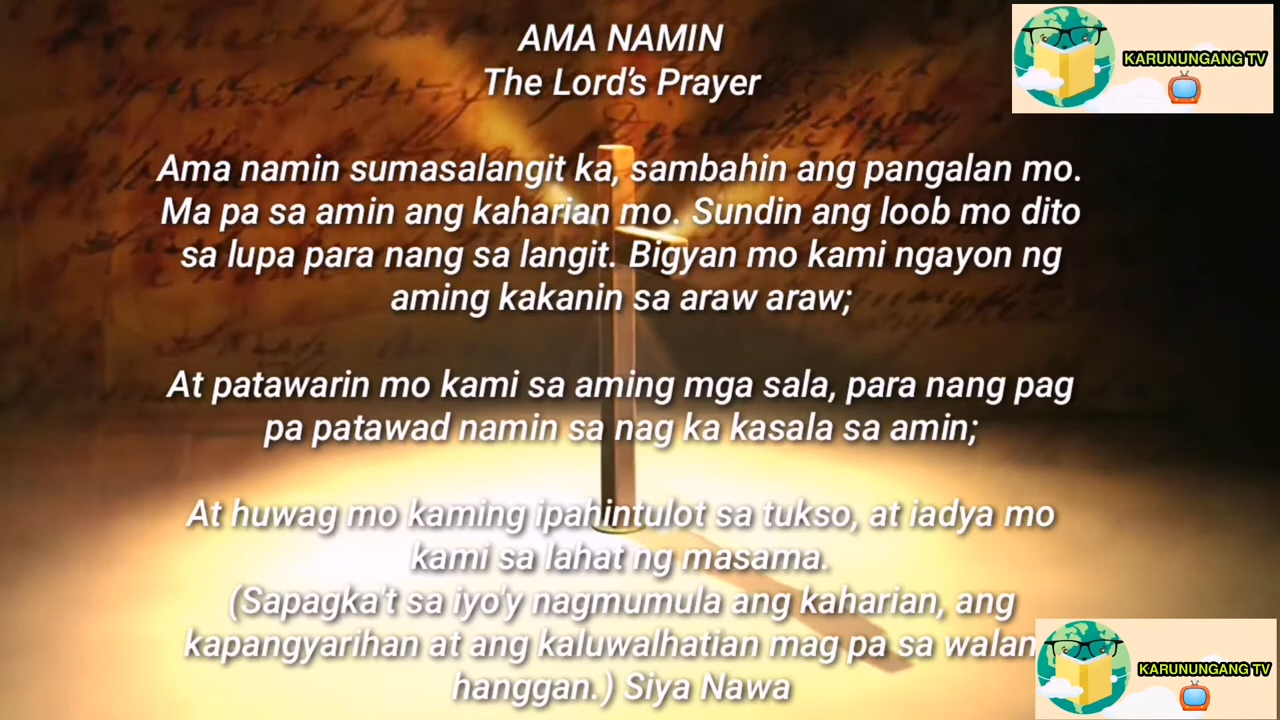 AMA NAMIN
The Lord's Prayer
KARUNUNGANG TV
Ama namin sumasalangit ka, sambahin ang pangalan mo.
Ma pa sa amin ang kaharian mo. Sundin ang loob mo dito
sa lupa para nang sa langit. Bigyan mo kami ngayon ng
aming kakanin sa araw araw;
At patawarin mo kami sa aming mga sala, para nang pag
pa patawad namin sa nag ka kasala sa amin;
At huwag mo kaming ipahintulot sa tukso, at iadya mo
kami sa lahat ng masama.
(Sapagka't sa iyo'y nagmumula ang kaharian, ang
kapangyarihan at ang kaluwalhatian mag pa sa walan
hanggan.) Siya Nawa
KARUNUNGANG TV